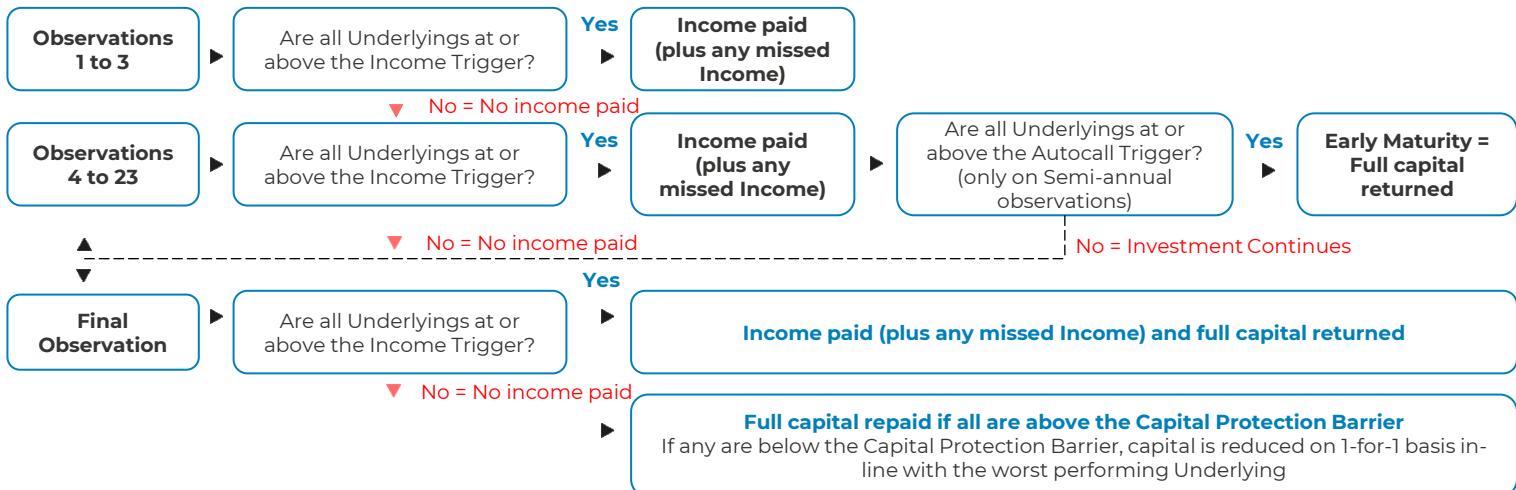 Observations
1 to 3
Are all Underlyings at or
above the Income Trigger?
Yes
Income paid
(plus any missed
Income)
No = No income paid
Observations
4 to 23
Are all Underlyings at or
above the Income Trigger?
Yes
Income paid
(plus any
missed Income)
Are all Underlyings at or
above the Autocall Trigger?
(only on Semi-annual
observations)
Yes
Early Maturity =
Full capital
returned
No = No income paid
No = Investment Continues
Final
Observation
Are all Underlyings at or
above the Income Trigger?
Yes
Income paid (plus any missed Income) and full capital returned
No = No income paid
Full capital repaid if all are above the Capital Protection Barrier
If any are below the Capital Protection Barrier, capital is reduced on 1-for-1 basis in-
line with the worst performing Underlying